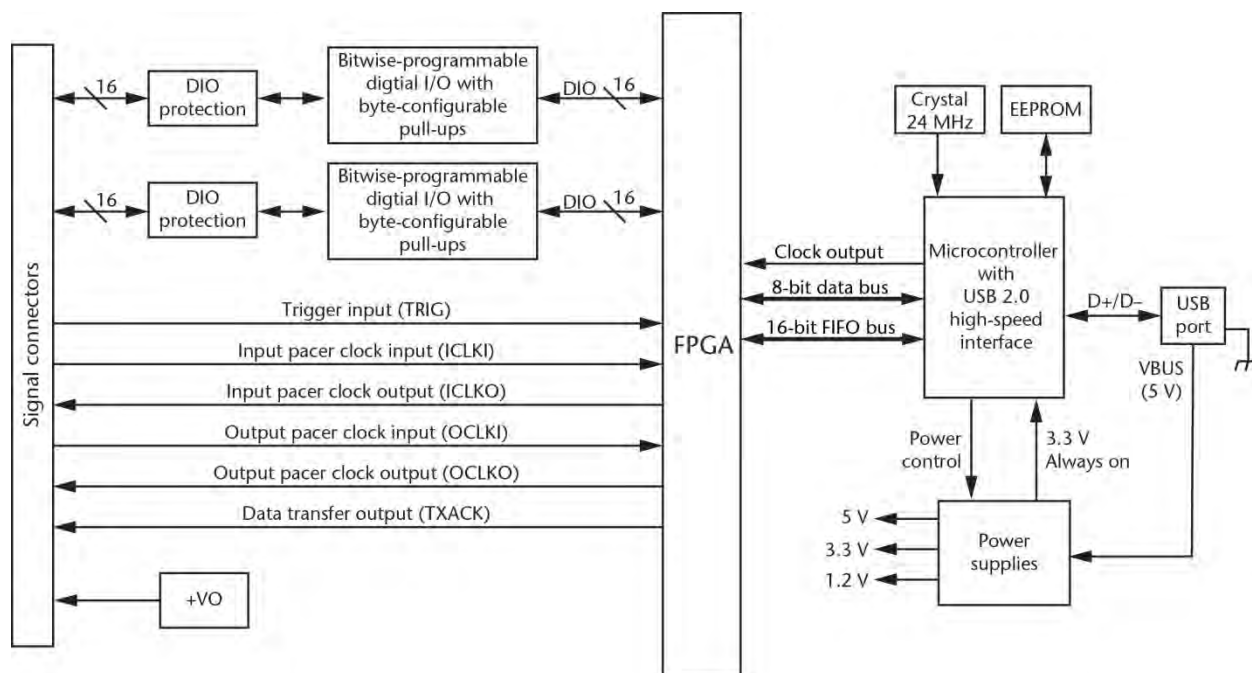 Signal connectors
16
DIO
protection
Bitwise-programmable
digtial I/O with
byte-configurable
pull-ups
DIO
16
16
DIO
protection
Bitwise-programmable
digtial I/O with
byte-configurable
pull-ups
DIO
16
Trigger input (TRIG)
Input pacer clock input (ICLKI)
Input pacer clock output (ICLKO)
Output pacer clock input (OCLKI)
Output pacer clock output (OCLKO)
Data transfer output (TXACK)
+VO
FPGA
Crystal
24 MHz
EEPROM
Clock output
8-bit data bus
16-bit FIFO bus
Microcontroller
with
USB 2.0
high-speed
interface
D+/D–
USB
port
VBUS
(5 V)
Power
control
3.3 V
Always on
5 V
3.3 V
1.2 V
Power
supplies